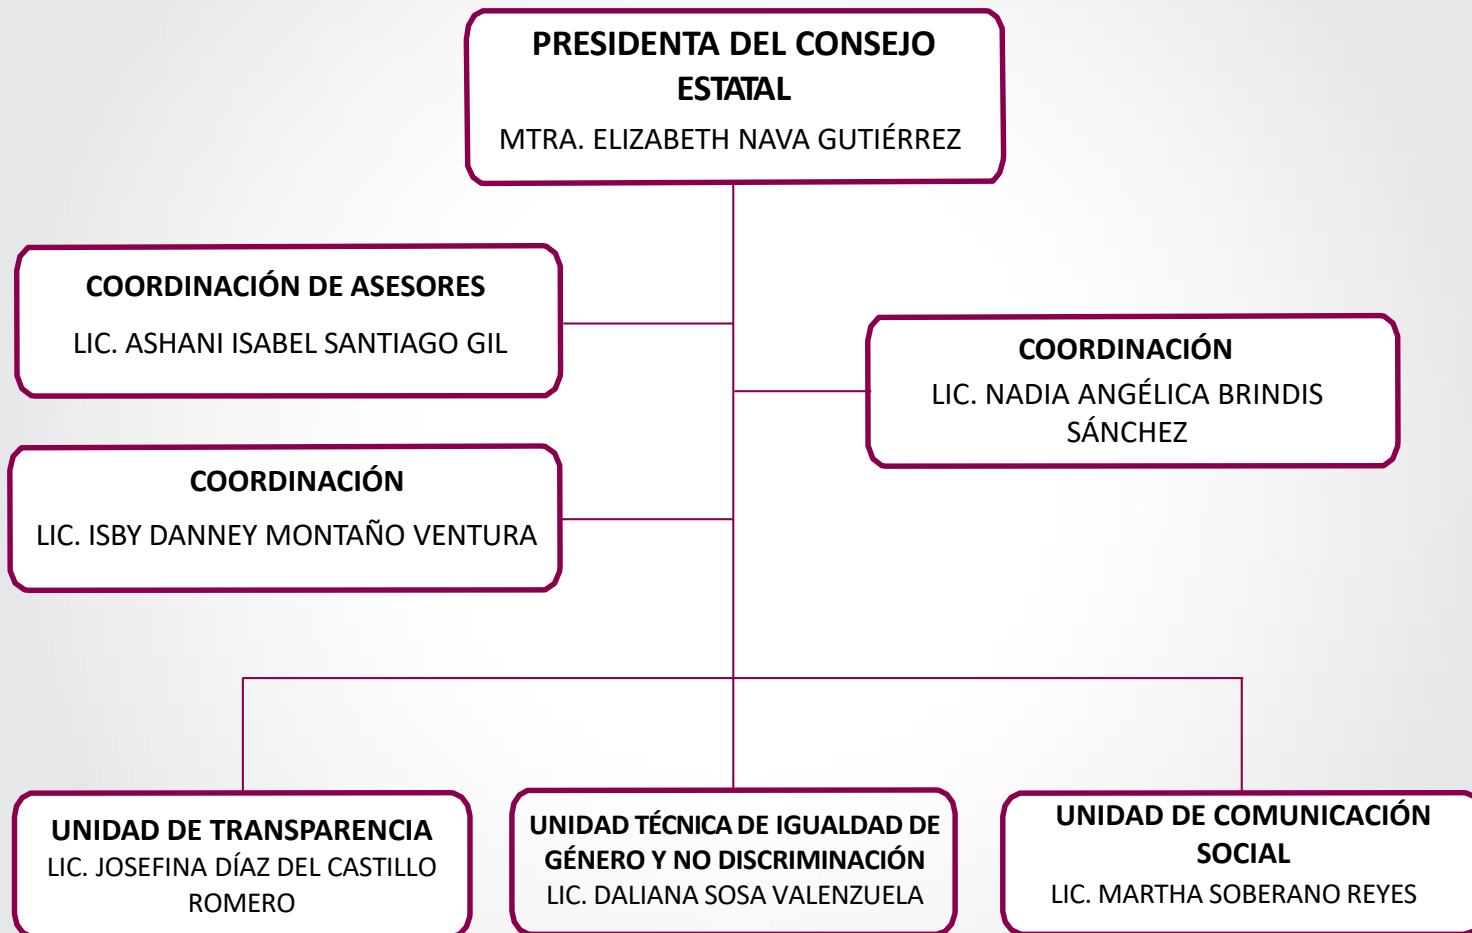 PRESIDENTA DEL CONSEJO
ESTATAL
MTRA. ELIZABETH NAVA GUTIÉRREZ
COORDINACIÓN DE ASESORES
LIC. ASHANI ISABEL SANTIAGO GIL
COORDINACIÓN
LIC. NADIA ANGÉLICA BRINDIS
SÁNCHEZ
COORDINACIÓN
LIC. ISBY DANNEY MONTAÑO VENTURA
UNIDAD DE TRANSPARENCIA
LIC. JOSEFINA DÍAZ DEL CASTILLO
ROMERO
UNIDAD TÉCNICA DE IGUALDAD DE
GÉNERO Y NO DISCRIMINACIÓN
LIC. DALIANA SOSA VALENZUELA
UNIDAD DE COMUNICACIÓN
SOCIAL
LIC. MARTHA SOBERANO REYES